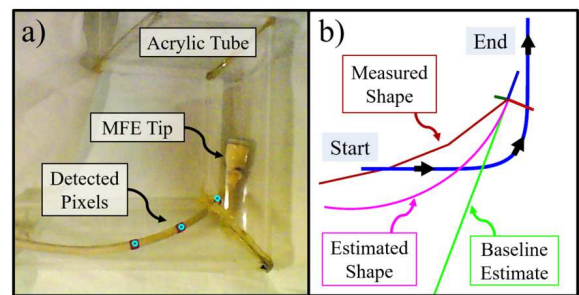 a)
Acrylic Tube
MFE Tip
Detected
Pixels
b)
End
Measured
Shape
Start
Estimated
Shape
Baseline
Estimate